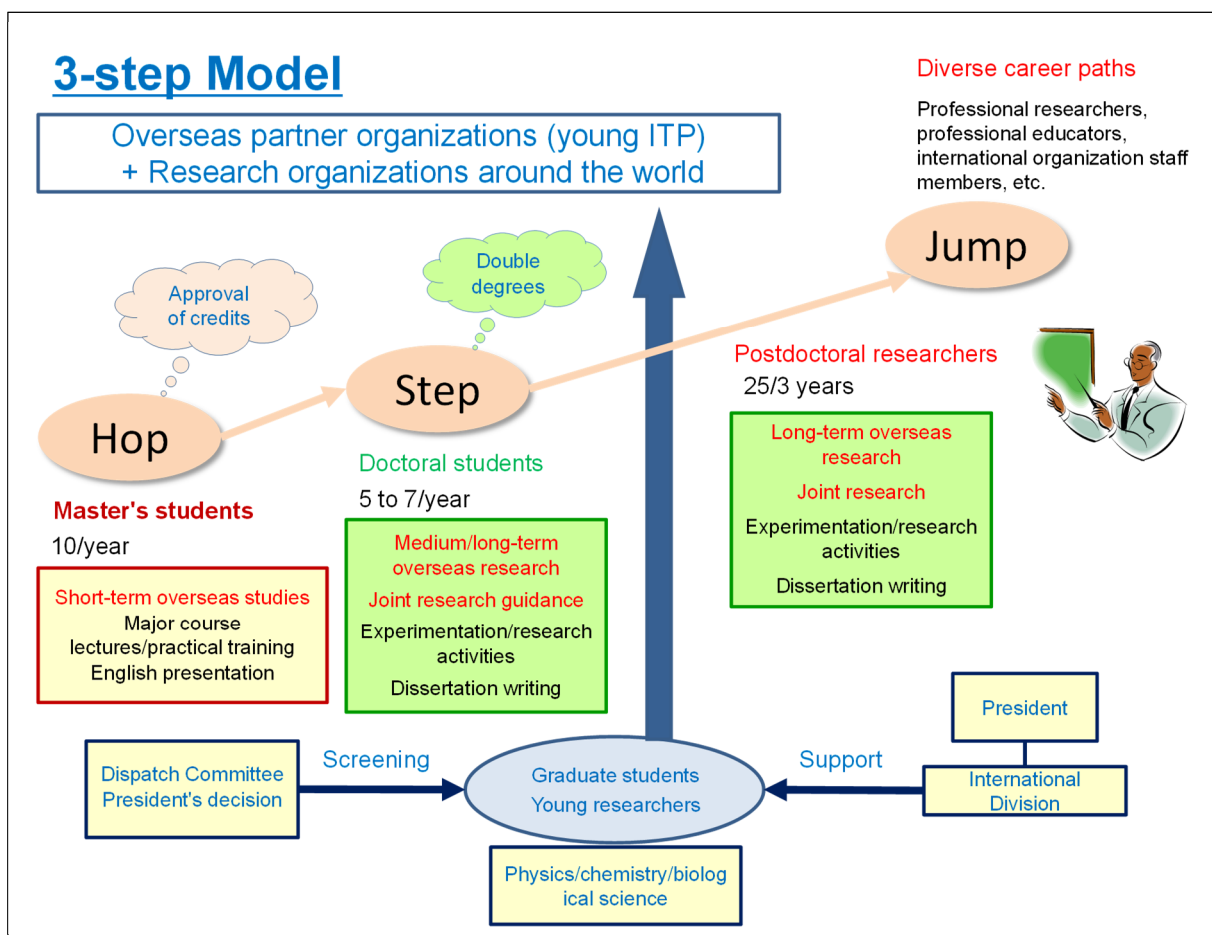 3-step Model
Overseas partner organizations (young ITP)
+ Research organizations around the world
Diverse career paths
Professional researchers,
professional educators,
international organization staff
members, etc.
Jump
Approval
of credits
Double
degrees
Hop
Step
Master's students
10/year
Short-term overseas studies
Major course
lectures/practical training
English presentation
Doctoral students
5 to 7/year
Medium/long-term
overseas research
Joint research guidance
Experimentation/research
activities
Dissertation writing
Postdoctoral researchers
25/3 years
Long-term overseas
research
Joint research
Experimentation/research
activities
Dissertation writing
Dispatch Committee
President's decision
Screening
Graduate students
Young researchers
Support
President
International
Division
Physics/chemistry/biolog
ical science